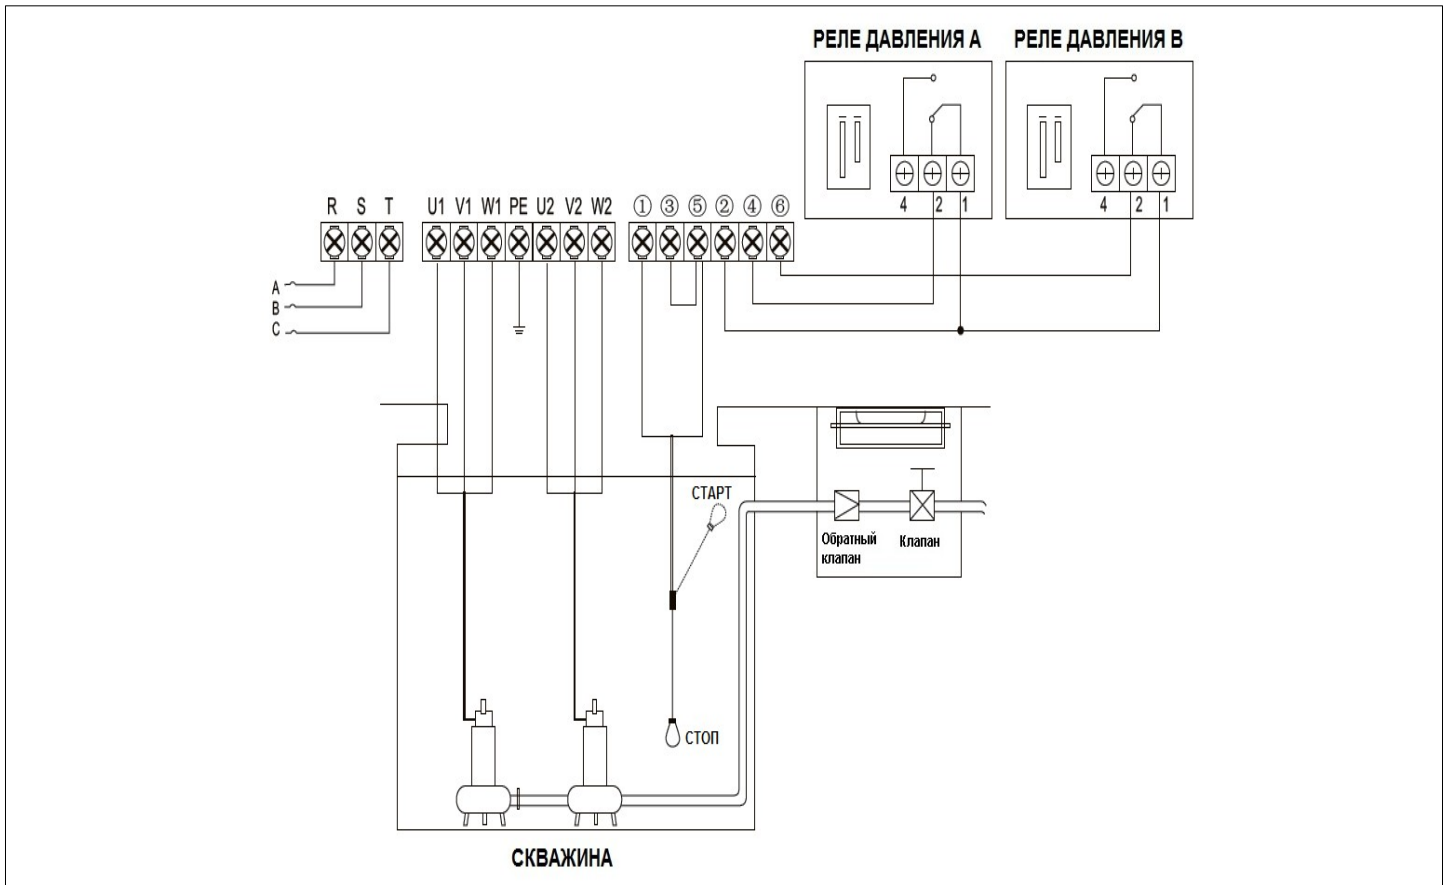 РЕЛЕ ДАВЛЕНИЯ А РЕЛЕ ДАВЛЕНИЯ В
4 2 1 4 2 1
R S T U1 V1 W1 PE U2 V2 W2 ① ③ ⑤ ② ④ ⑥
A
B
C
СТАРТ
Обратный
клапан
Клапан
СТОП
СКВАЖИНА